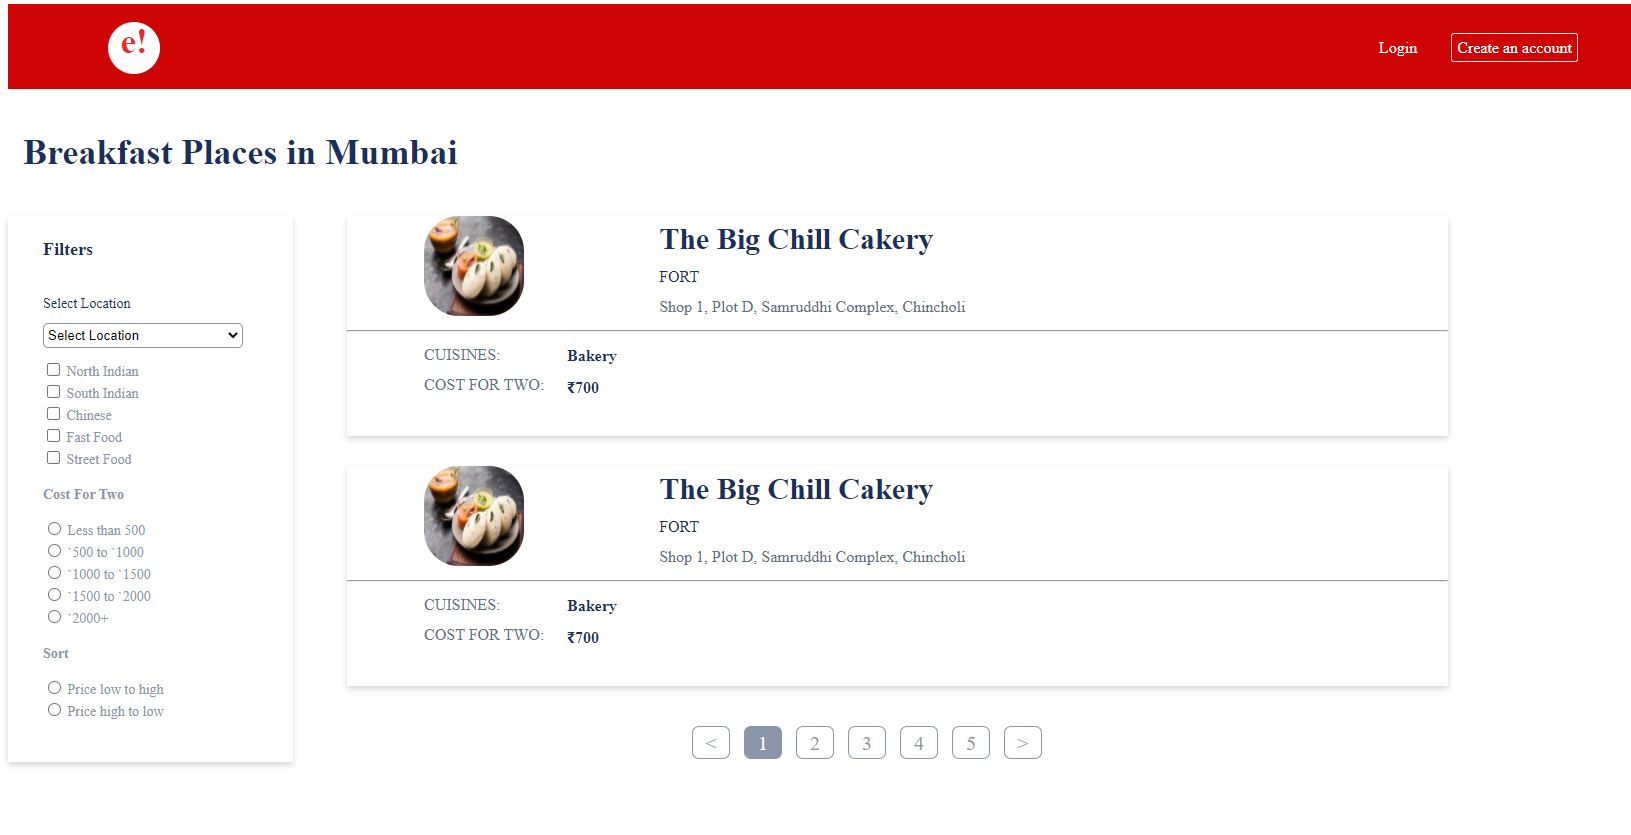 e!
Login
Create an account
Breakfast Places in Mumbai
Filters
Select Location
Select Location
North Indian
South Indian
Chinese
Fast Food
Street Food
Cost For Two
Less than 500
`500 to `1000
`1000 to `1500
`1500 to `2000
`2000+
Sort
Price low to high
Price high to low
The Big Chill Cakery
FORT
Shop 1, Plot D, Samruddhi Complex, Chincholi
CUISINES: Bakery
COST FOR TWO: ₹700
The Big Chill Cakery
FORT
Shop 1, Plot D, Samruddhi Complex, Chincholi
CUISINES: Bakery
COST FOR TWO: ₹700
< 1 2 3 4 5 >